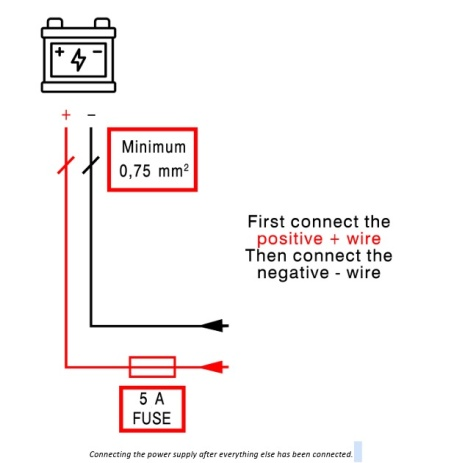 + -
+ –
Minimum
0,75 mm²
First connect the
positive + wire
Then connect the
negative - wire
5 A
FUSE
Connecting the power supply after everything else has been connected.